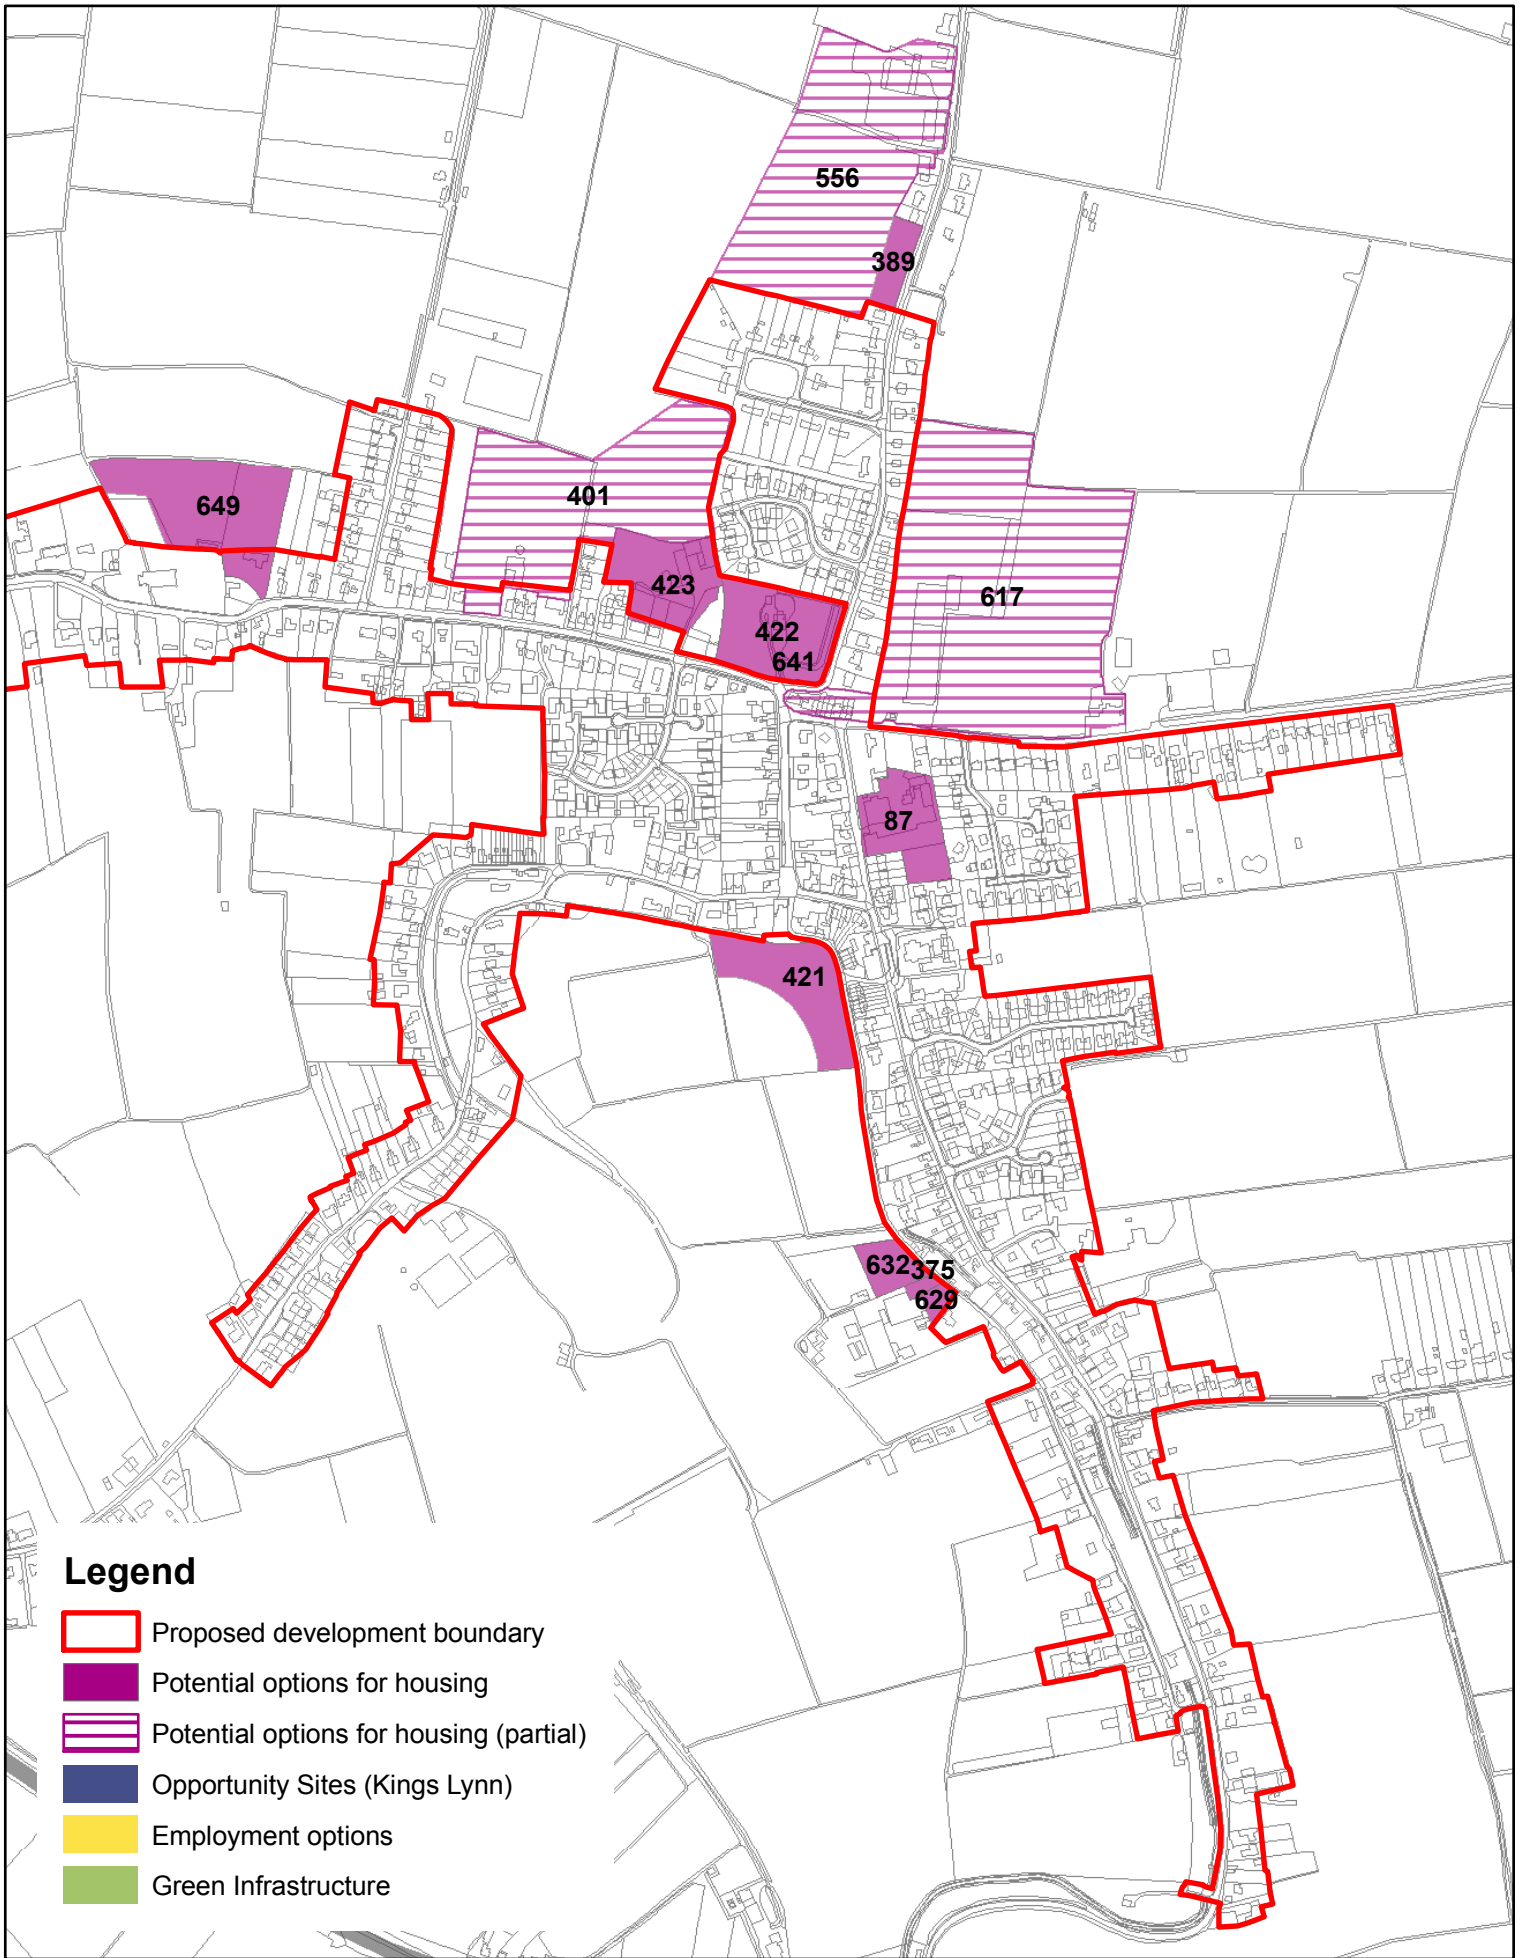 556
389
649
401
423
617
422
641
87
421
632
375
629
Legend
Proposed development boundary
Potential options for housing
Potential options for housing (partial)
Opportunity Sites (Kings Lynn)
Employment options
Green Infrastructure